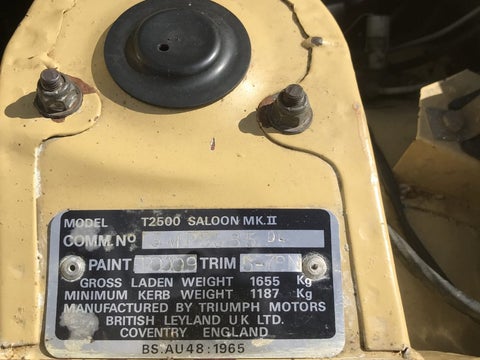 MODEL T2500 SALOON MK.II
COMM. NO
PAINT TRIM
GROSS LADEN WEIGHT 1655 Kg
MINIMUM KERB WEIGHT 1187 Kg
MANUFACTURED BY TRIUMPH MOTORS
BRITISH LEYLAND UK LTD.
COVENTRY ENGLAND
BS.AU48:1965